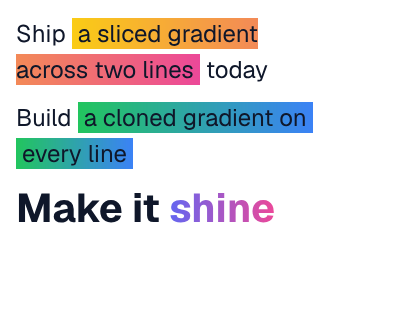 Ship a sliced gradient
across two lines today
Build a cloned gradient on
every line
Make it shine